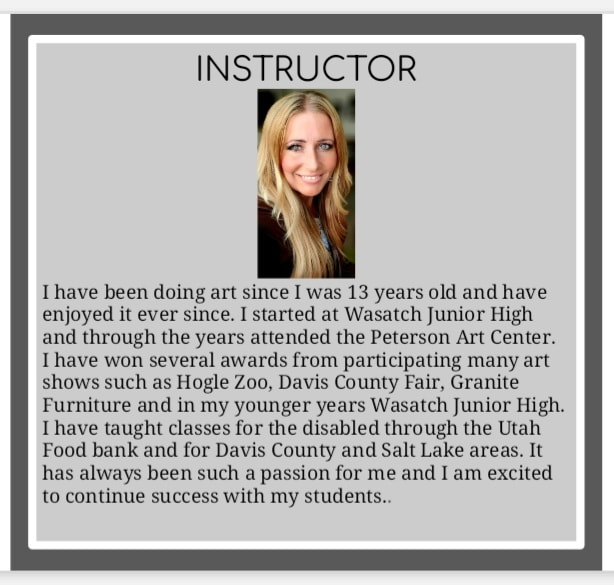 INSTRUCTOR
I have been doing art since I was 13 years old and have
enjoyed it ever since. I started at Wasatch Junior High
and through the years attended the Peterson Art Center.
I have won several awards from participating many art
shows such as Hogle Zoo, Davis County Fair, Granite
Furniture and in my younger years Wasatch Junior High.
I have taught classes for the disabled through the Utah
Food bank and for Davis County and Salt Lake areas. It
has always been such a passion for me and I am excited
to continue success with my students..